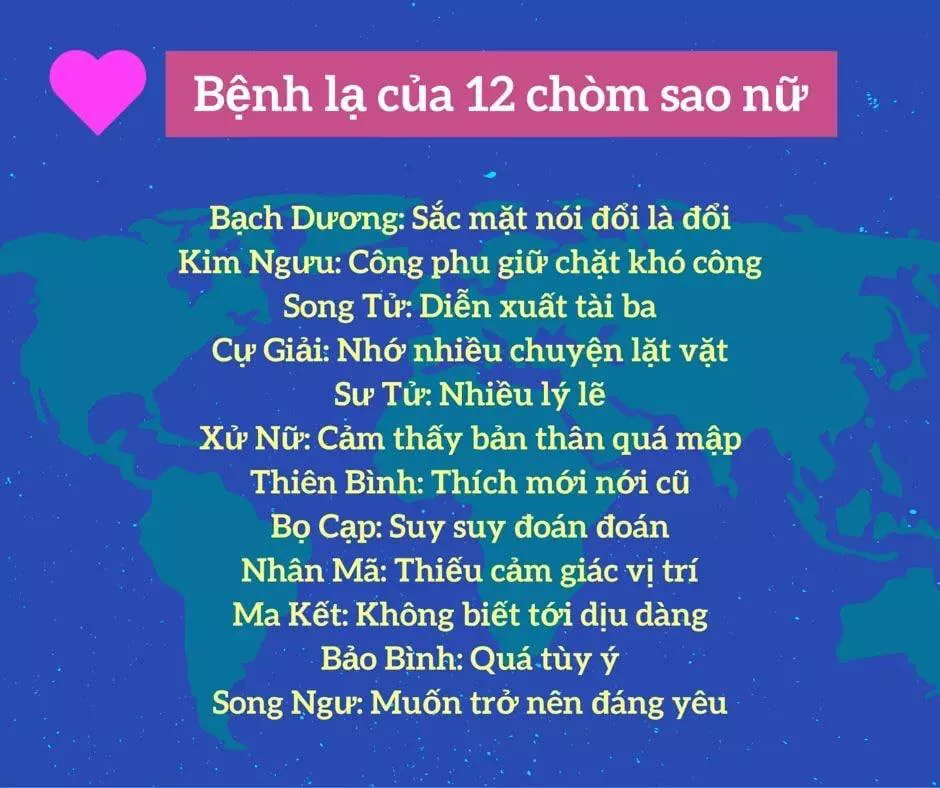 Bệnh lạ của 12 chòm sao nữ
Bạch Dương: Sắc mặt nói đổi là đổi
Kim Ngưu: Công phu giữ chặt khó công
Song Tử: Diễn xuất tài ba
Cự Giải: Nhớ nhiều chuyện lặt vặt
Sư Tử: Nhiều lý lẽ
Xử Nữ: Cảm thấy bản thân quá mập
Thiên Bình: Thích mới nới cũ
Bọ Cạp: Suy suy đoán đoán
Nhân Mã: Thiếu cảm giác vị trí
Ma Kết: Không biết tới dịu dàng
Bảo Bình: Quá tùy ý
Song Ngư: Muốn trở nên đáng yêu